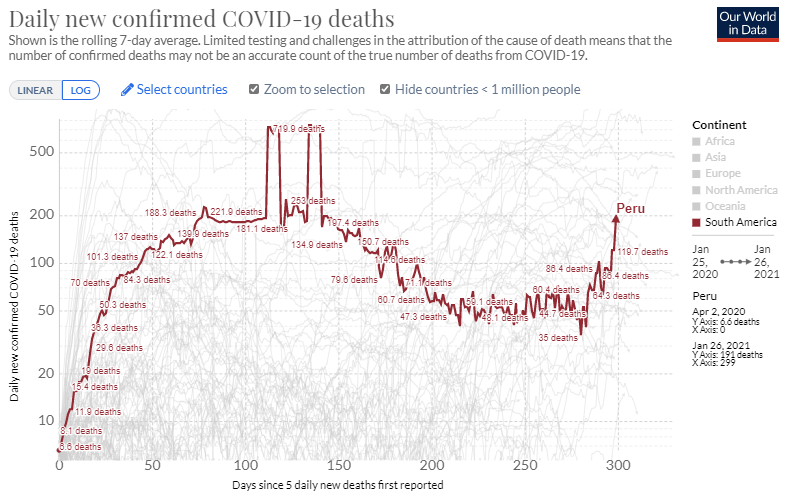 Daily new confirmed COVID-19 deaths
Shown is the rolling 7-day average. Limited testing and challenges in the attribution of the cause of death means that the
number of confirmed deaths may not be an accurate count of the true number of deaths from COVID-19.
Our World
in Data
LINEAR LOG Select countries Zoom to selection Hide countries < 1 million people
Daily new confirmed COVID-19 deaths
500
200
100
50
20
10
0 50 100 150 200 250 300
Days since 5 daily new deaths first reported
6.6 deaths
8.1 deaths
11.9 deaths
15.4 deaths
19 deaths
29.6 deaths
36.3 deaths
50.3 deaths
70 deaths
84.3 deaths
101.3 deaths
122.1 deaths
137 deaths
139.9 deaths
188.3 deaths
221.9 deaths
181.1 deaths
719.9 deaths
253 deaths
134.9 deaths
197.4 deaths
150.7 deaths
114.6 deaths
79.6 deaths
71.1 deaths
60.7 deaths
47.3 deaths
59.1 deaths
48.1 deaths
60.4 deaths
44.7 deaths
35 deaths
86.4 deaths
64.3 deaths
86.4 deaths
119.7 deaths
Peru
Continent
Africa
Asia
Europe
North America
Oceania
South America
Jan
25,
2020
Jan
26,
2021
Peru
Apr 2, 2020
Y Axis: 6.6 deaths
X Axis: 0
Jan 26, 2021
Y Axis: 191 deaths
X Axis: 299